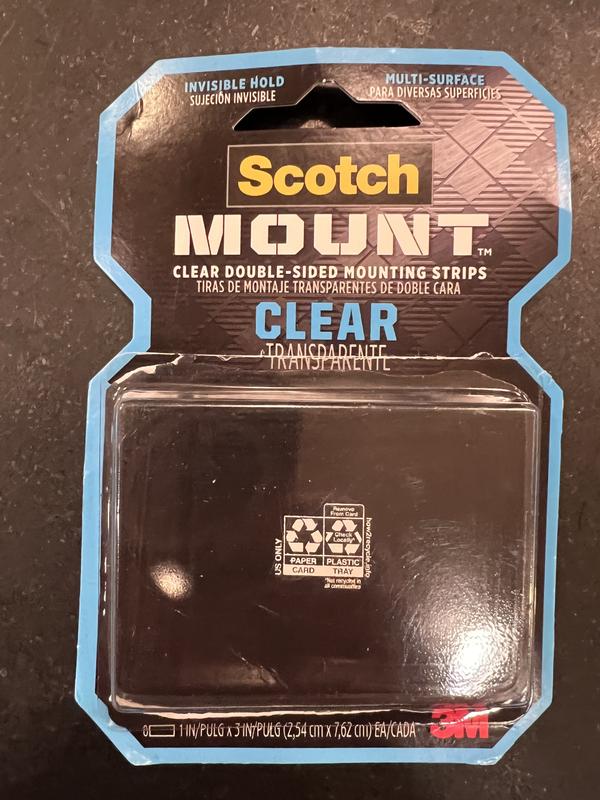 INVISIBLE HOLD
SUJECIÓN INVISIBLE
MULTI-SURFACE
PARA DIVERSAS SUPERFICIES
Scotch
MOUNT™
CLEAR DOUBLE-SIDED MOUNTING STRIPS
TIRAS DE MONTAJE TRANSPARENTES DE DOBLE CARA
CLEAR
TRANSPARENTE
US ONLY
Remove
From Card
Check
Locally*
PAPER
CARD
PLASTIC
TRAY
*Not recycled in
all communities
how2recycle.info
8 1 IN/PULG x 3 IN/PULG (2,54 cm x 7,62 cm) EA/CADA
3M